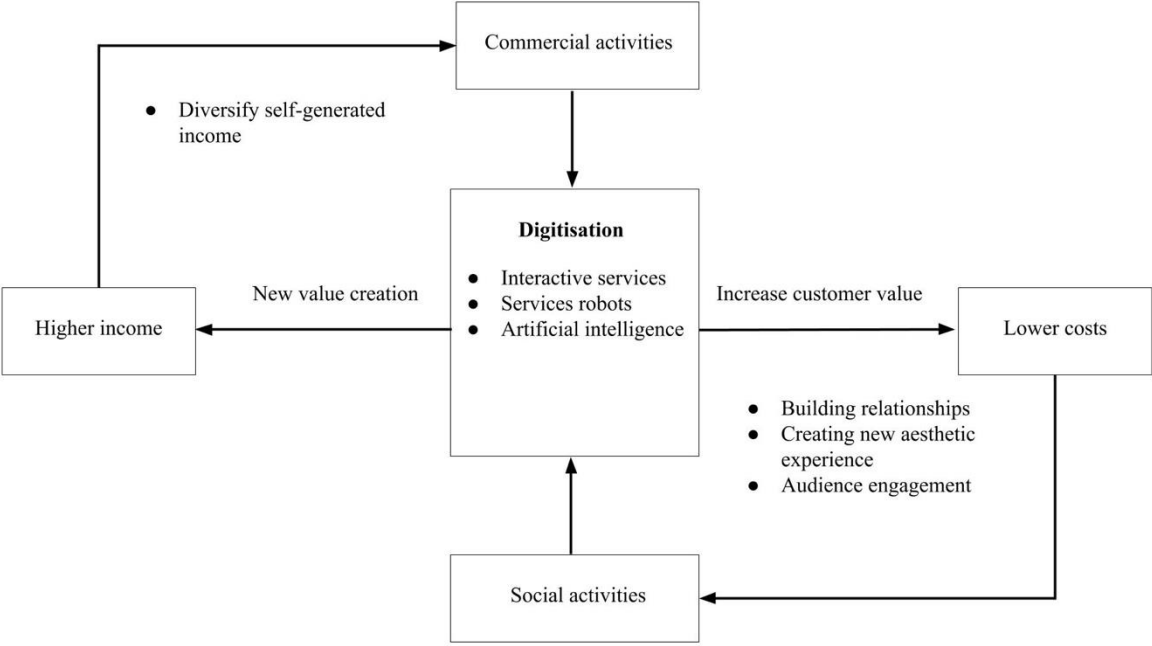 Commercial activities
● Diversify self-generated
income
Digitisation
● Interactive services
● Services robots
● Artificial intelligence
New value creation
Increase customer value
Higher income
Lower costs
● Building relationships
● Creating new aesthetic
experience
● Audience engagement
Social activities